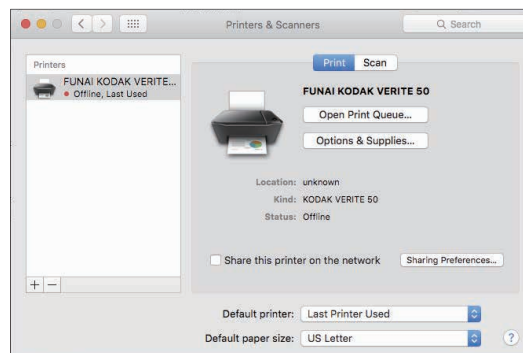 Printers & Scanners
Search
Printers
FUNAI KODAK VERITE...
Offline, Last Used
Print Scan
FUNAI KODAK VERITE 50
Open Print Queue...
Options & Supplies...
Location: unknown
Kind: KODAK VERITE 50
Status: Offline
Share this printer on the network
Sharing Preferences...
+ −
Default printer: Last Printer Used
Default paper size: US Letter
?